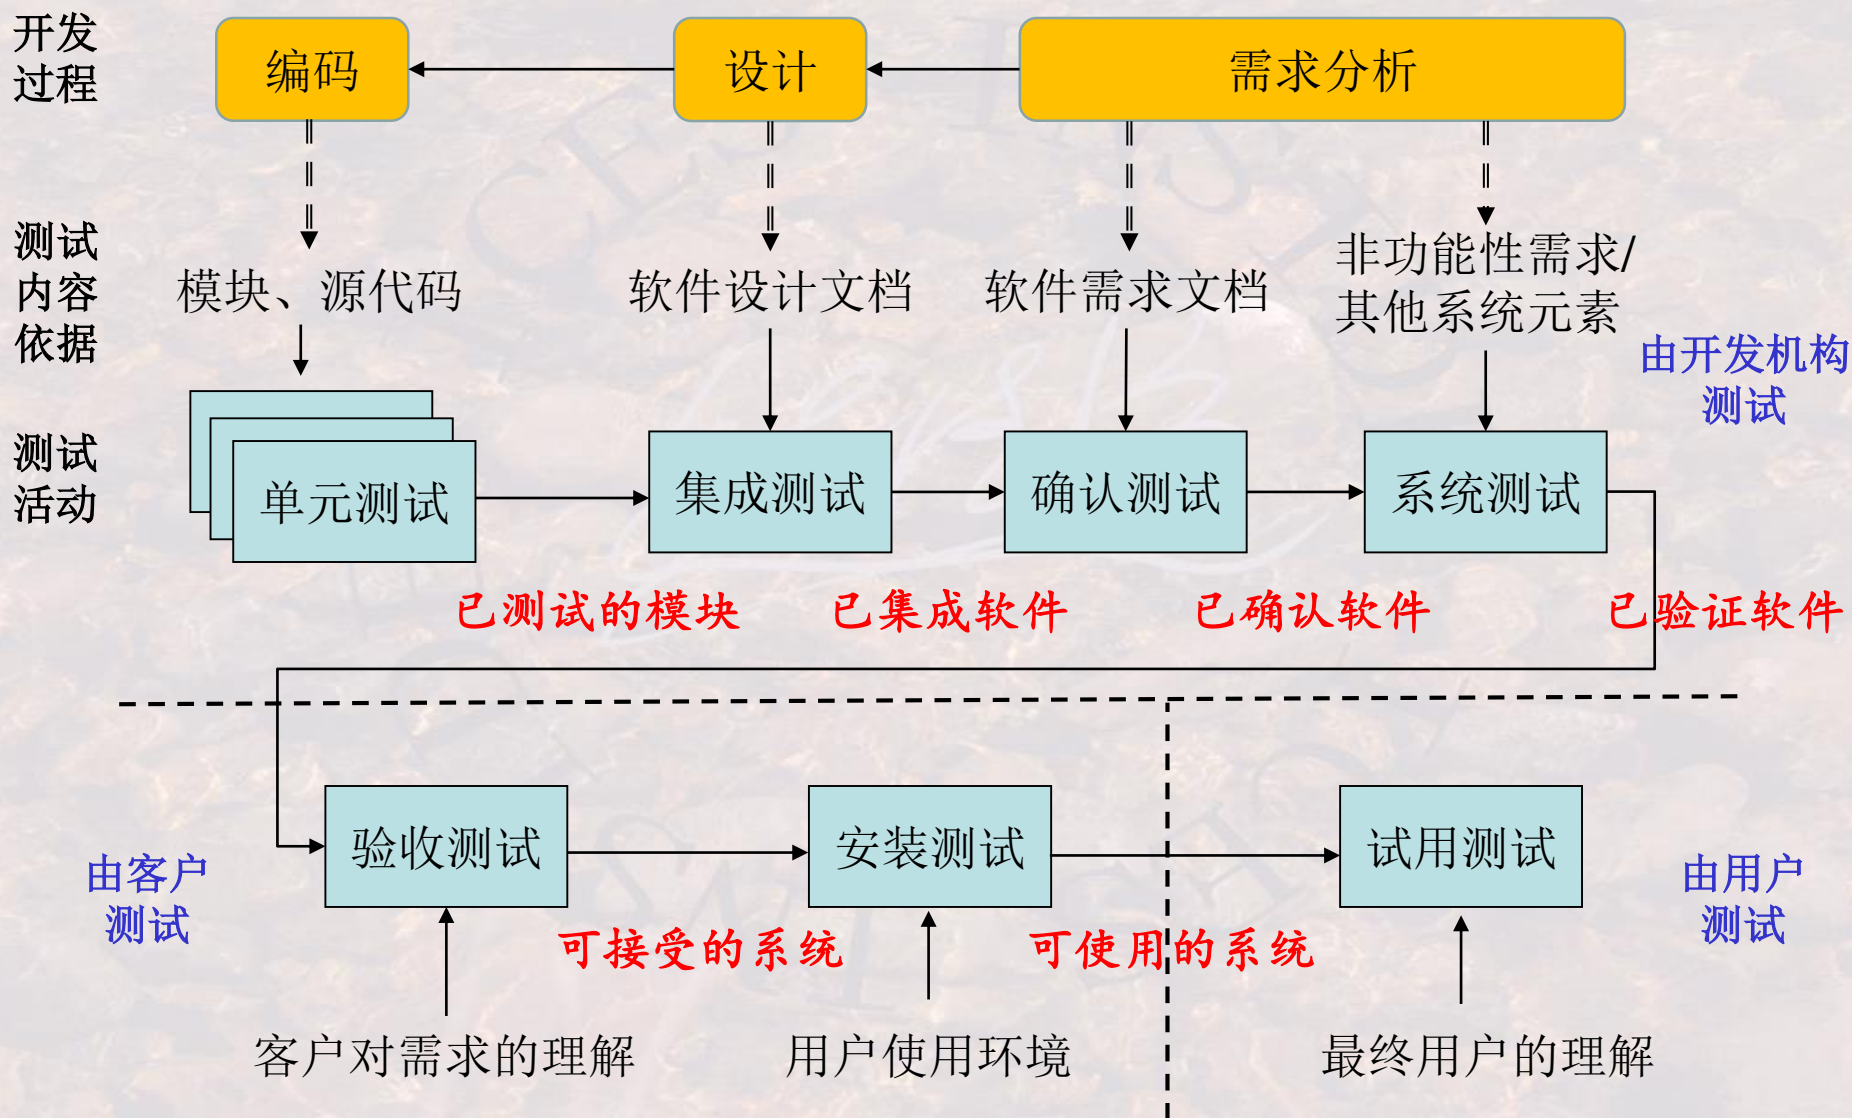 开发
过程
编码
设计
需求分析
测试
内容
依据
模块、源代码
软件设计文档
软件需求文档
非功能性需求/
其他系统元素
由开发机构
测试
测试
活动
单元测试
集成测试
确认测试
系统测试
已测试的模块
已集成软件
已确认软件
已验证软件
由客户
测试
验收测试
安装测试
试用测试
由用户
测试
可接受的系统
可使用的系统
客户对需求的理解
用户使用环境
最终用户的理解